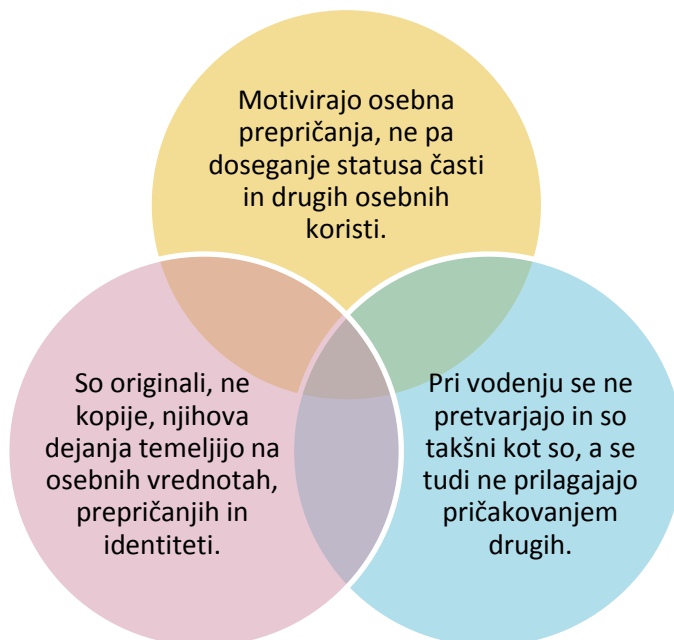 Motivirajo osebna
prepričanja, ne pa
doseganje statusa časti
in drugih osebnih
koristi.
So originali, ne
kopije, njihova
dejanja temeljijo na
osebnih vrednotah,
prepričanjih in
identiteti.
Pri vodenju se ne
pretvarjajo in so
takšni kot so, a se
tudi ne prilagajajo
pričakovanjem
drugih.